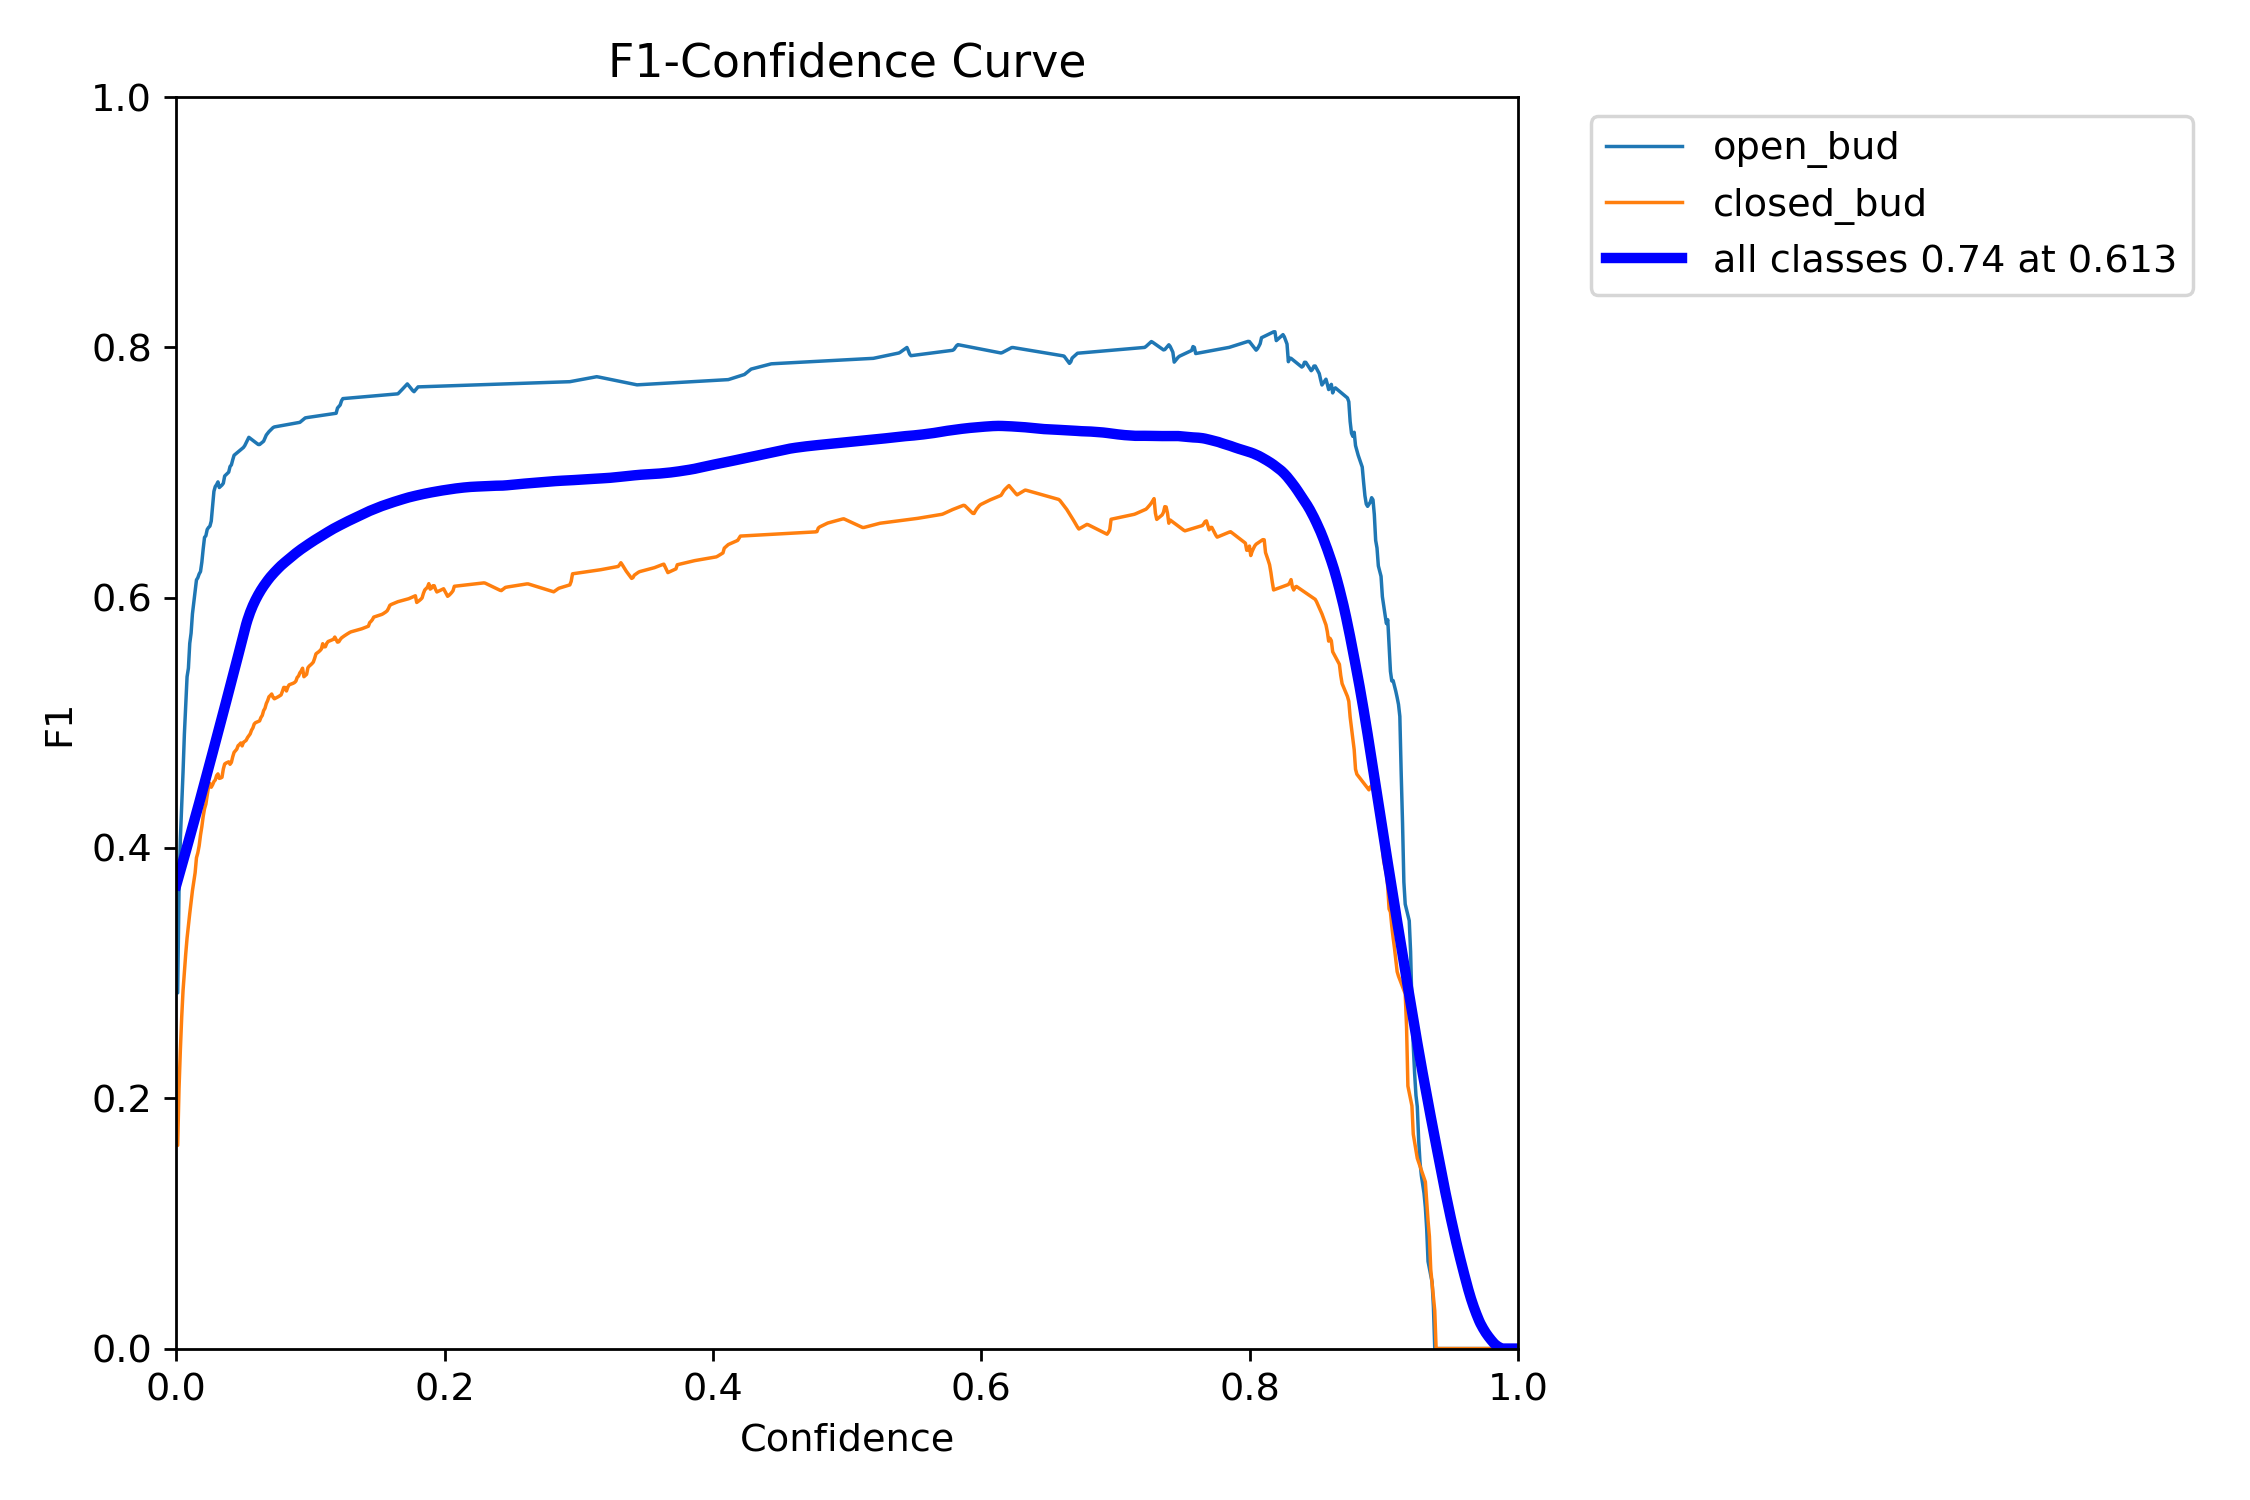 F1-Confidence Curve
open_bud
closed_bud
all classes 0.74 at 0.613
1.0
0.8
0.6
0.4
0.2
0.0
F1
0.0 0.2 0.4 0.6 0.8 1.0
Confidence